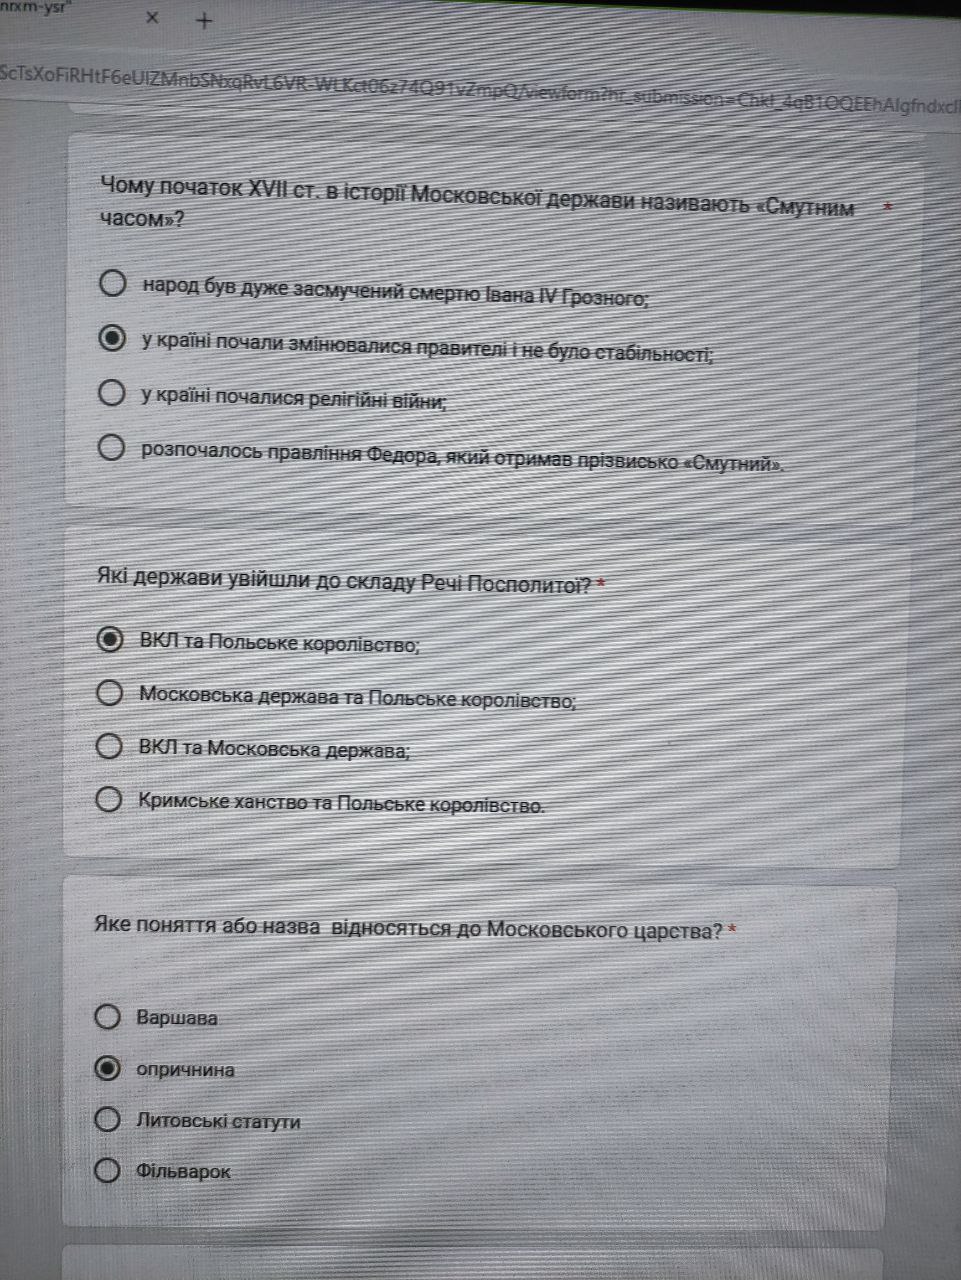 nrxm-ysr"
× +
ScTsXoFiRHtF6eUIZMnbSNxqRvL6VR-WLKct06z74Q91vZmpQ/viewform?hr_submission=ChkI_4qB1OQEEhAIgfndxcI
Чому початок XVII ст. в історії Московської держави називають «Смутним *
часом»?
народ був дуже засмучений смертю Івана IV Грозного;
у країні почали змінювалися правителі і не було стабільності;
у країні почалися релігійні війни;
розпочалось правління Федора, який отримав прізвисько «Смутний».
Які держави увійшли до складу Речі Посполитої? *
ВКЛ та Польське королівство;
Московська держава та Польське королівство;
ВКЛ та Московська держава;
Кримське ханство та Польське королівство.
Яке поняття або назва відносяться до Московського царства? *
Варшава
опричнина
Литовські статути
Фільварок